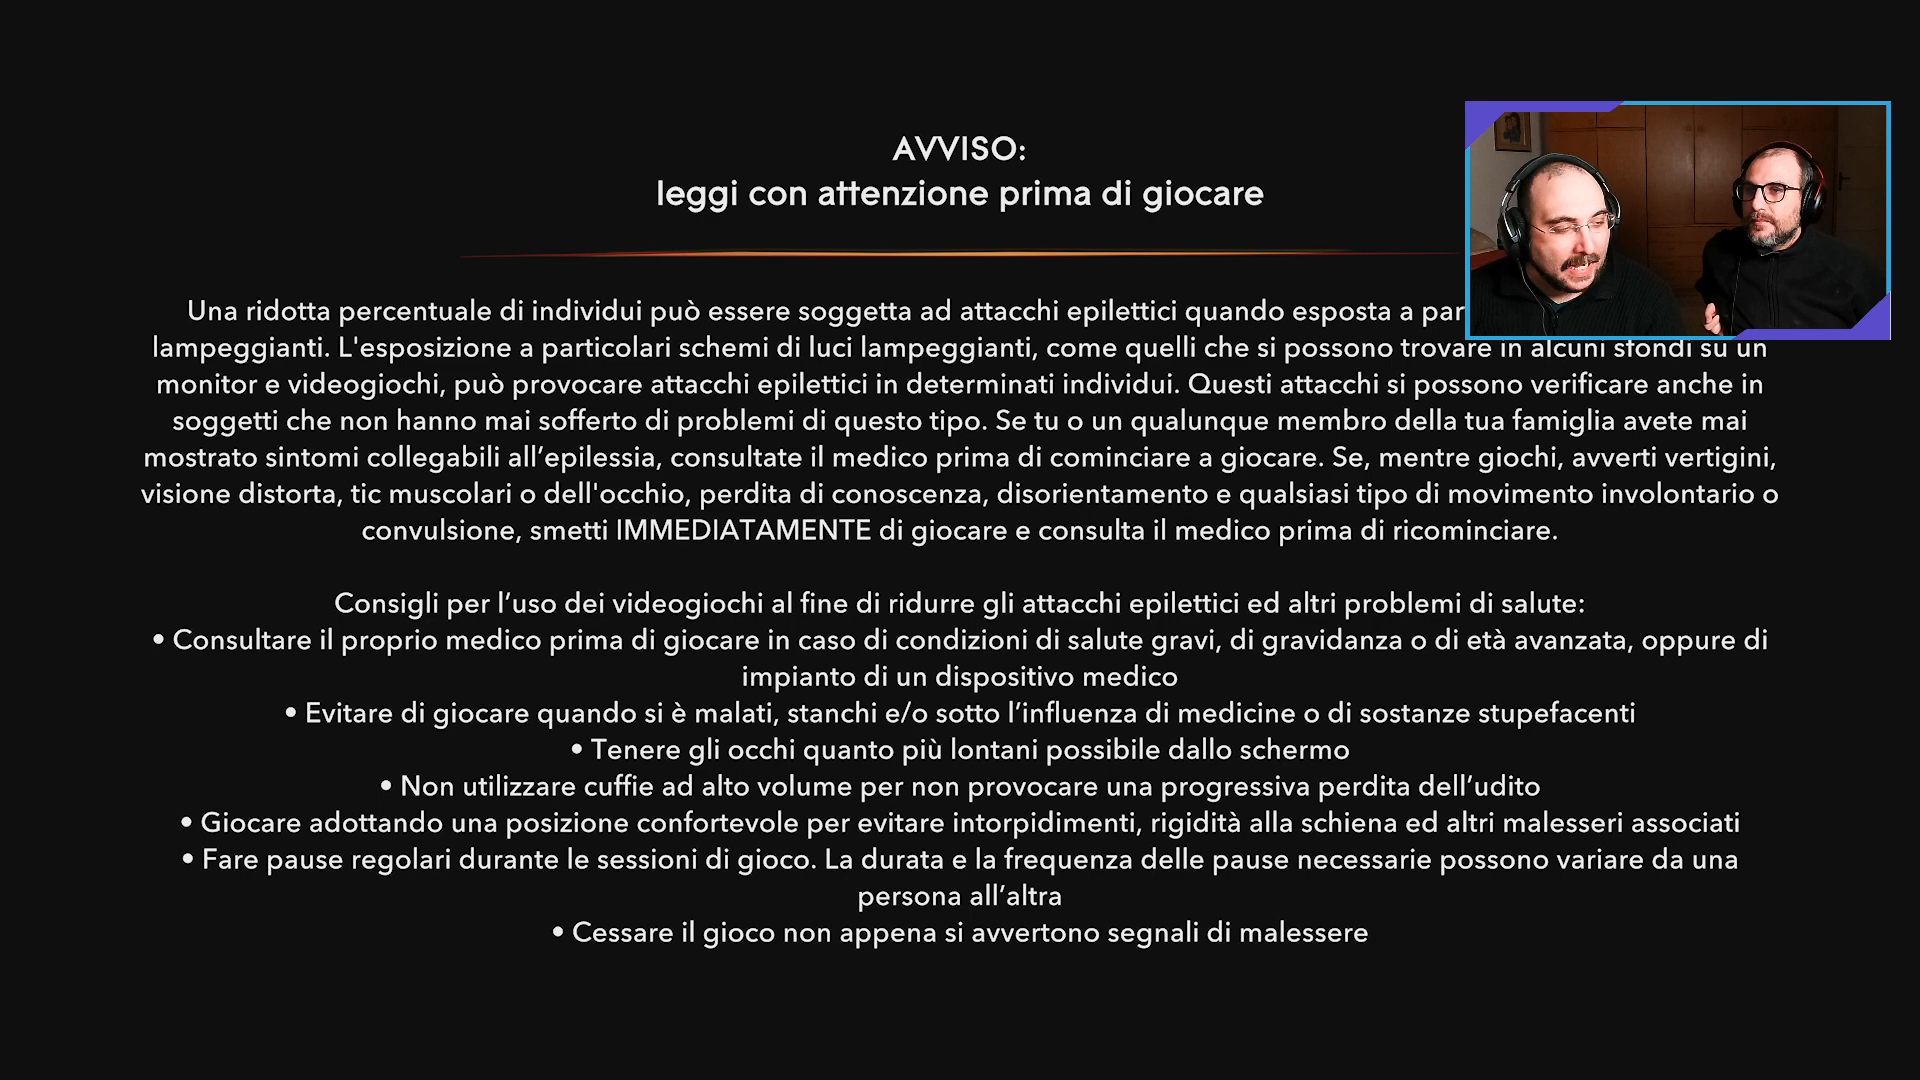 AVVISO:
leggi con attenzione prima di giocare
Una ridotta percentuale di individui può essere soggetta ad attacchi epilettici quando esposta a
lampeggianti. L'esposizione a particolari schemi di luci lampeggianti, come quelli che si possono trovare in alcuni sfondi su un
monitor e videogiochi, può provocare attacchi epilettici in determinati individui. Questi attacchi si possono verificare anche in
soggetti che non hanno mai sofferto di problemi di questo tipo. Se tu o un qualunque membro della tua famiglia avete mai
mostrato sintomi collegabili all’epilessia, consultate il medico prima di cominciare a giocare. Se, mentre giochi, avverti vertigini,
visione distorta, tic muscolari o dell'occhio, perdita di conoscenza, disorientamento e qualsiasi tipo di movimento involontario o
convulsione, smetti IMMEDIATAMENTE di giocare e consulta il medico prima di ricominciare.
Consigli per l’uso dei videogiochi al fine di ridurre gli attacchi epilettici ed altri problemi di salute:
• Consultare il proprio medico prima di giocare in caso di condizioni di salute gravi, di gravidanza o di età avanzata, oppure di
impianto di un dispositivo medico
• Evitare di giocare quando si è malati, stanchi e/o sotto l’influenza di medicine o di sostanze stupefacenti
• Tenere gli occhi quanto più lontani possibile dallo schermo
• Non utilizzare cuffie ad alto volume per non provocare una progressiva perdita dell’udito
• Giocare adottando una posizione confortevole per evitare intorpidimenti, rigidità alla schiena ed altri malesseri associati
• Fare pause regolari durante le sessioni di gioco. La durata e la frequenza delle pause necessarie possono variare da una
persona all’altra
• Cessare il gioco non appena si avvertono segnali di malessere